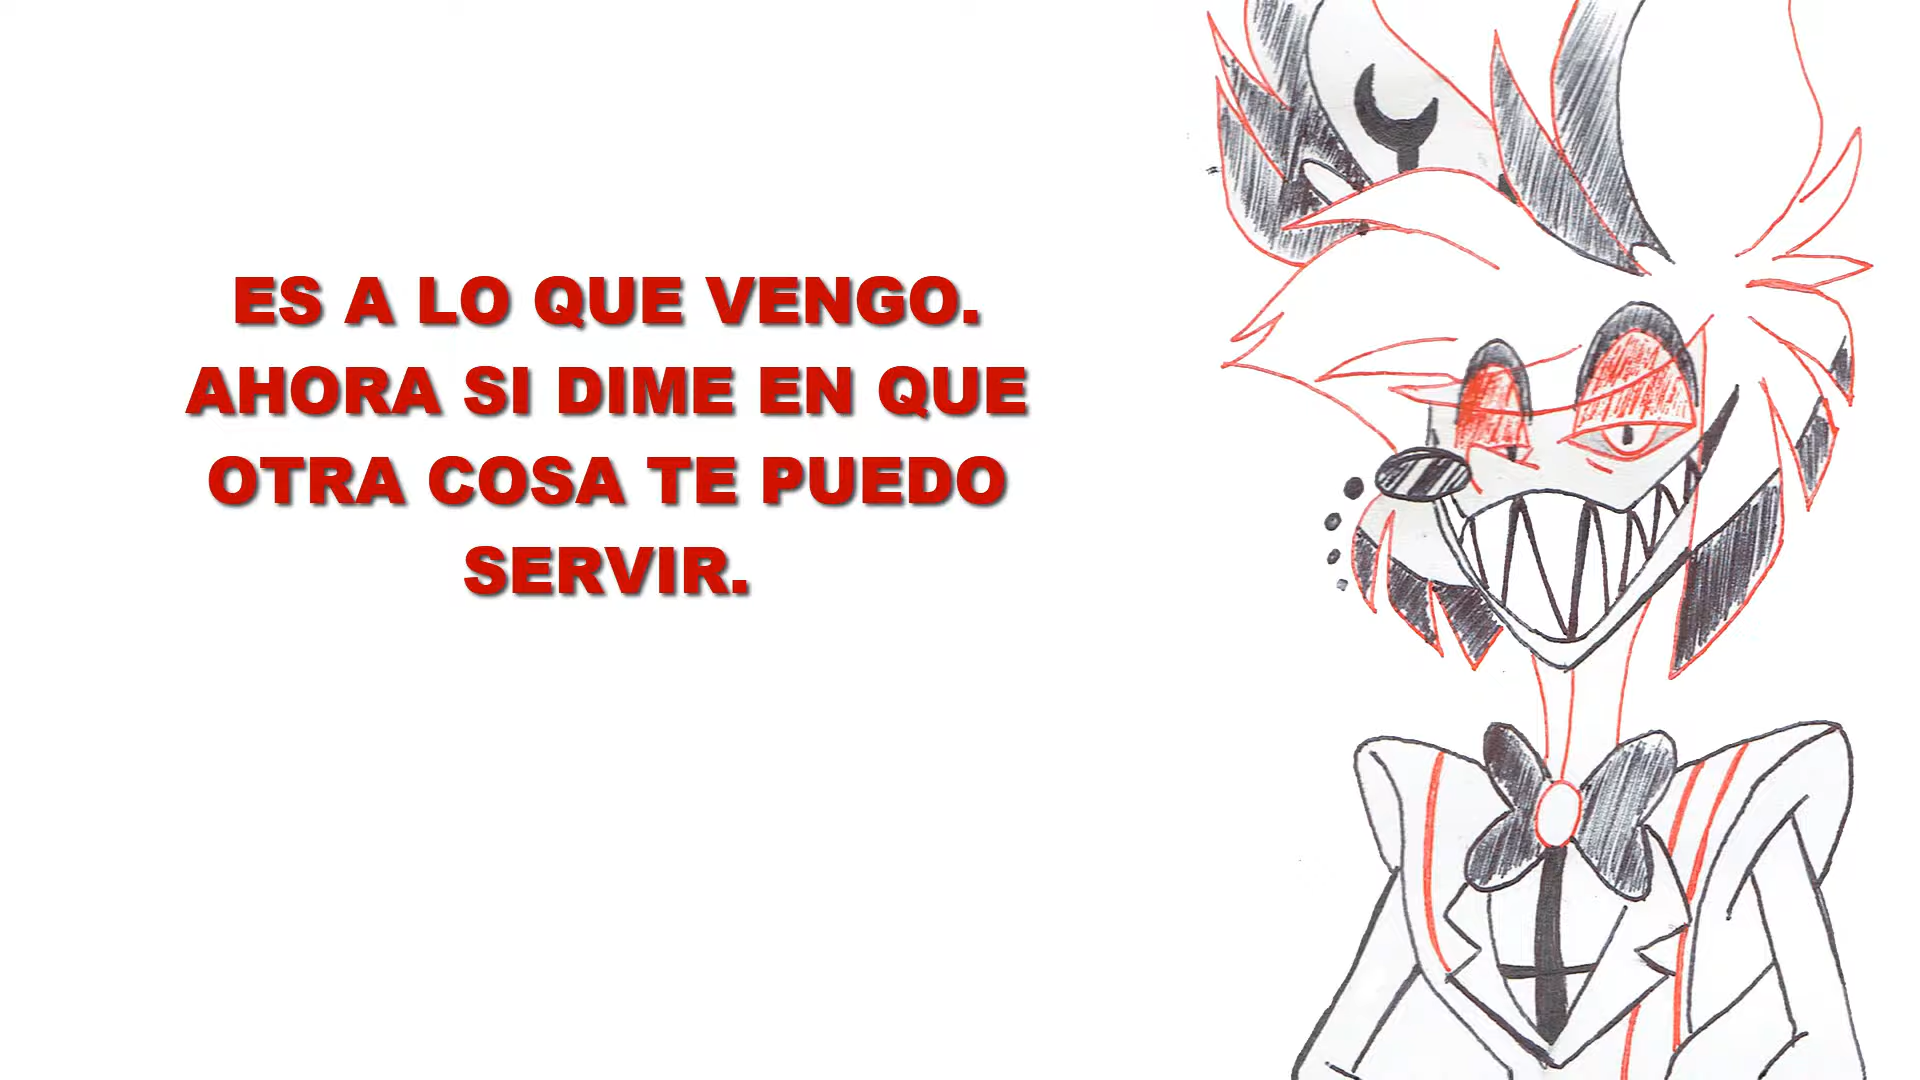 ES A LO QUE VENGO.
AHORA SI DIME EN QUE
OTRA COSA TE PUEDO
SERVIR.